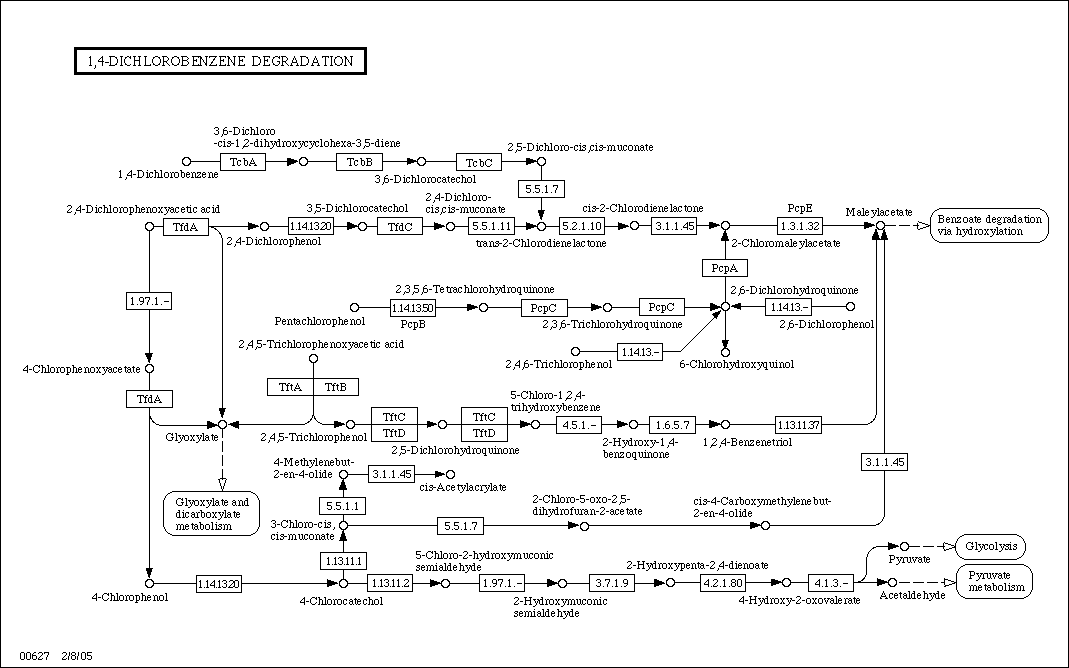 1,4-DICHLOROBENZENE DEGRADATION
3,6-Dichloro
-cis-1,2-dihydroxycyclohexa-3,5-diene
2,5-Dichloro-cis,cis-muconate
TcbA
TcbB
TcbC
1,4-Dichlorobenzene
3,6-Dichlorocatechol
5.5.1.7
2,4-Dichlorophenoxyacetic acid
3,5-Dichlorocatechol
2,4-Dichloro-
cis,cis-muconate
cis-2-Chlorodienelactone
PcpE
Maleylacetate
TfdA
1.14.13.20
TfdC
5.5.1.11
5.2.1.10
3.1.1.45
1.3.1.32
Benzoate degradation
via hydroxylation
2,4-Dichlorophenol
trans-2-Chlorodienelactone
2-Chloromaleylacetate
PcpA
1.97.1.-
2,3,5,6-Tetrachlorohydroquinone
2,6-Dichlorohydroquinone
1.14.13.50
PcpC
PcpC
1.14.13.-
Pentachlorophenol
PcpB
2,3,6-Trichlorohydroquinone
2,6-Dichlorophenol
2,4,5-Trichlorophenoxyacetic acid
1.14.13.-
2,4,6-Trichlorophenol
6-Chlorohydroxyquinol
4-Chlorophenoxyacetate
TftA
TftB
TfdA
5-Chloro-1,2,4-
trihydroxybenzene
TftC
TftD
TftC
TftD
4.5.1.-
1.6.5.7
1.13.11.37
Glyoxylate
2,4,5-Trichlorophenol
2,5-Dichlorohydroquinone
2-Hydroxy-1,4-
benzoquinone
1,2,4-Benzenetriol
4-Methylenebut-
2-en-4-olide
3.1.1.45
cis-Acetylacrylate
3.1.1.45
Glyoxylate and
dicarboxylate
metabolism
5.5.1.1
2-Chloro-5-oxo-2,5-
dihydrofuran-2-acetate
cis-4-Carboxymethylenebut-
2-en-4-olide
3-Chloro-cis,
cis-muconate
5.5.1.7
1.13.11.1
5-Chloro-2-hydroxymuconic
semialdehyde
2-Hydroxypenta-2,4-dienoate
Pyruvate
Glycolysis
1.14.13.20
1.13.11.2
1.97.1.-
3.7.1.9
4.2.1.80
4.1.3.-
Acetaldehyde
Pyruvate
metabolism
4-Chlorophenol
4-Chlorocatechol
2-Hydroxymuconic
semialdehyde
4-Hydroxy-2-oxovalerate
00627 2/8/05